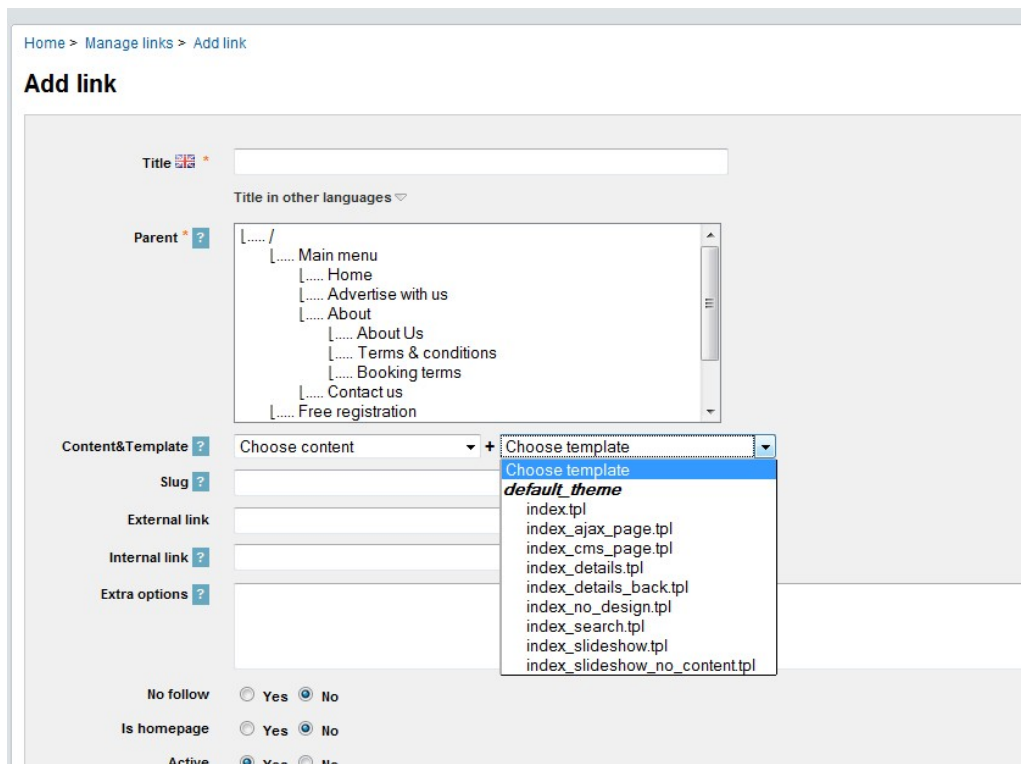 Home > Manage links > Add link
Add link
Title *
Title in other languages
Parent * ?
/
Main menu
Home
Advertise with us
About
About Us
Terms & conditions
Booking terms
Contact us
Free registration
Content&Template ? Choose content + Choose template
Choose template
default_theme
Slug ?
index.tpl
External link
index_ajax_page.tpl
index_cms_page.tpl
Internal link ?
index_details.tpl
index_details_back.tpl
Extra options ?
index_no_design.tpl
index_search.tpl
index_slideshow.tpl
index_slideshow_no_content.tpl
No follow Yes No
Is homepage Yes No
Active Yes No